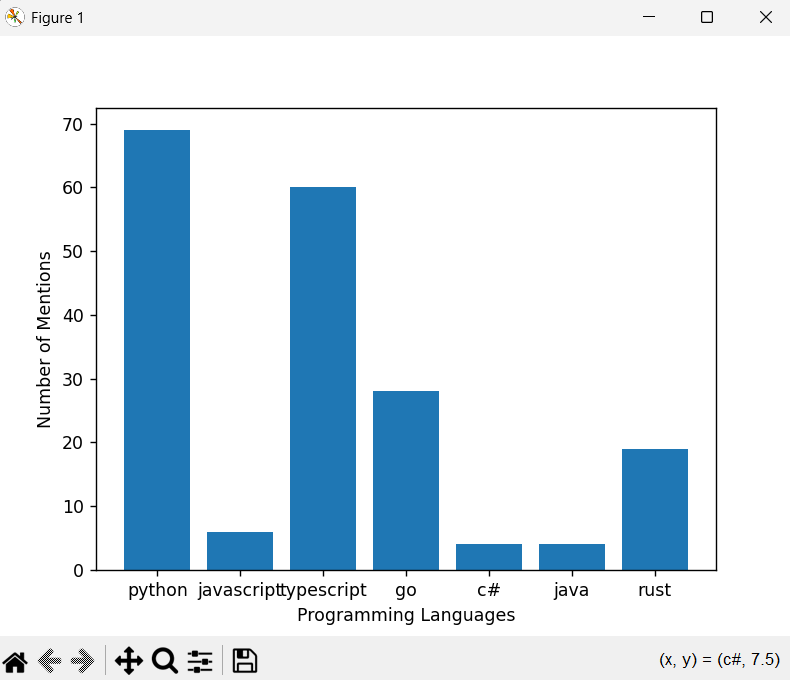 Figure 1
70
60
50
40
30
20
10
0
Number of Mentions
python javascript typescript go c# java rust
Programming Languages
(x, y) = (c#, 7.5)